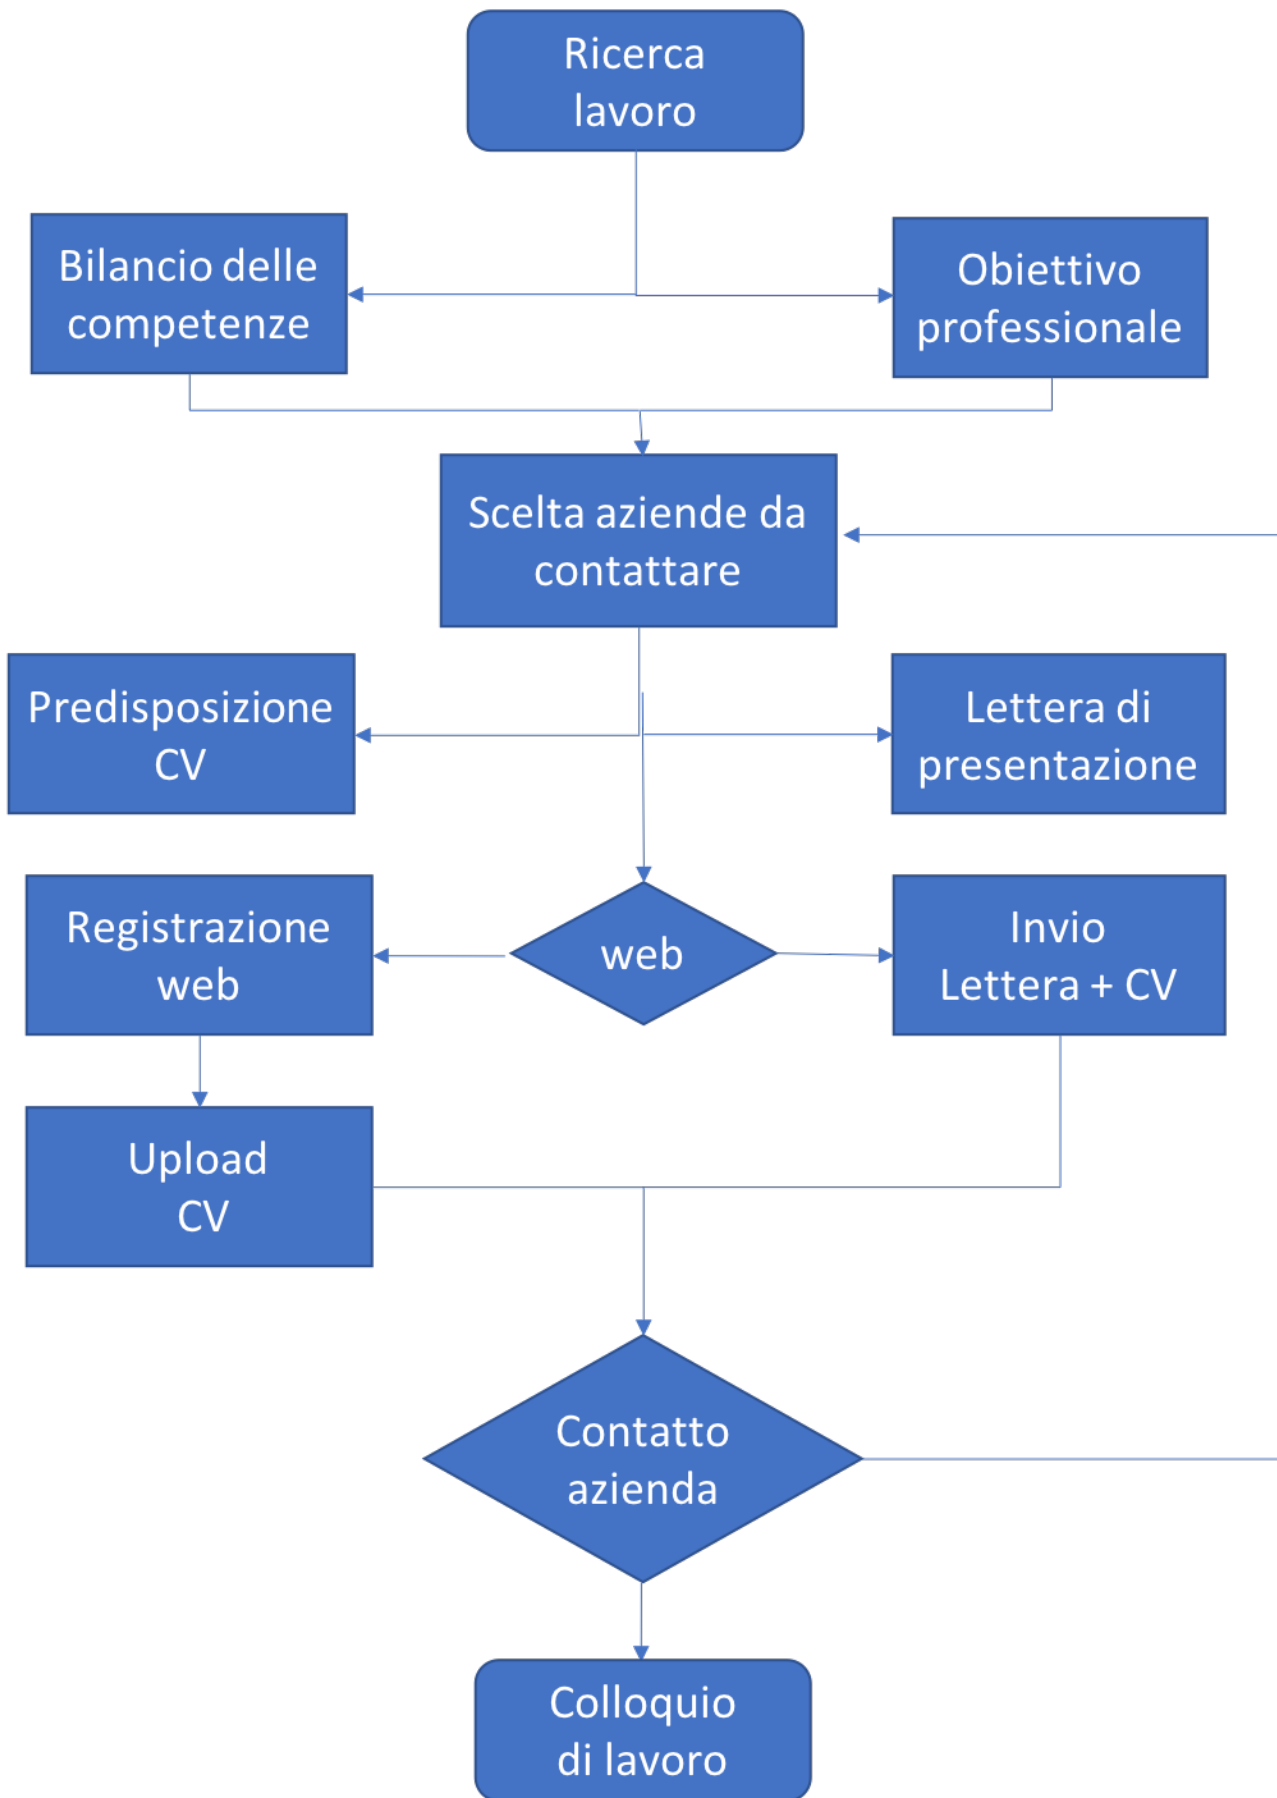 Ricerca
lavoro
Bilancio delle
competenze
Obiettivo
professionale
Scelta aziende da
contattare
Predisposizione
CV
Lettera di
presentazione
Registrazione
web
web
Invio
Lettera + CV
Upload
CV
Contatto
azienda
Colloquio
di lavoro